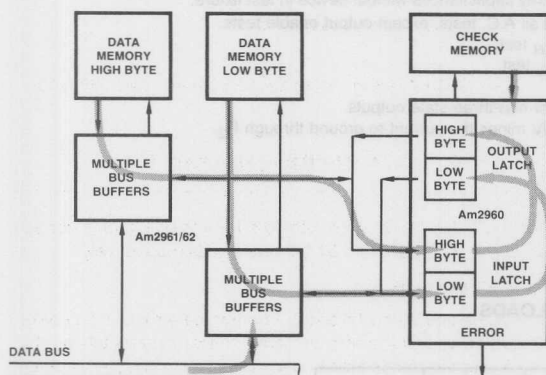 DATA
MEMORY
HIGH BYTE
DATA
MEMORY
LOW BYTE
CHECK
MEMORY
MULTIPLE
BUS
BUFFERS
Am2961/62
MULTIPLE
BUS
BUFFERS
HIGH
BYTE
LOW
BYTE
OUTPUT
LATCH
Am2960
HIGH
BYTE
LOW
BYTE
INPUT
LATCH
ERROR
DATA BUS